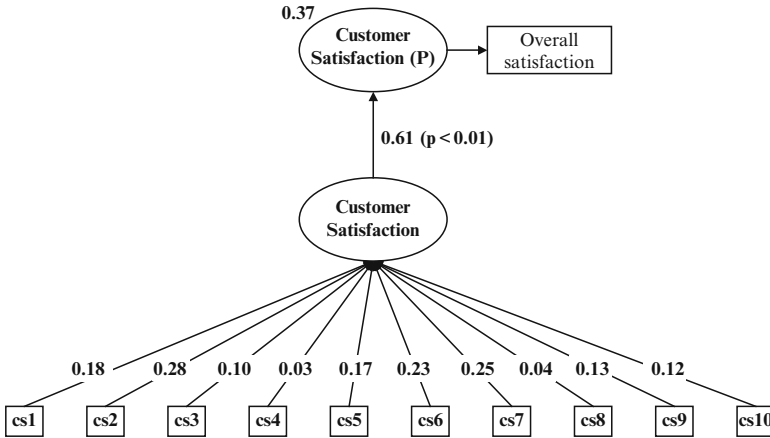 0.37
Customer
Satisfaction (P)
Overall
satisfaction
0.61 (p < 0.01)
Customer
Satisfaction
0.18 0.28 0.10 0.03 0.17 0.23 0.25 0.04 0.13 0.12
cs1 cs2 cs3 cs4 cs5 cs6 cs7 cs8 cs9 cs10